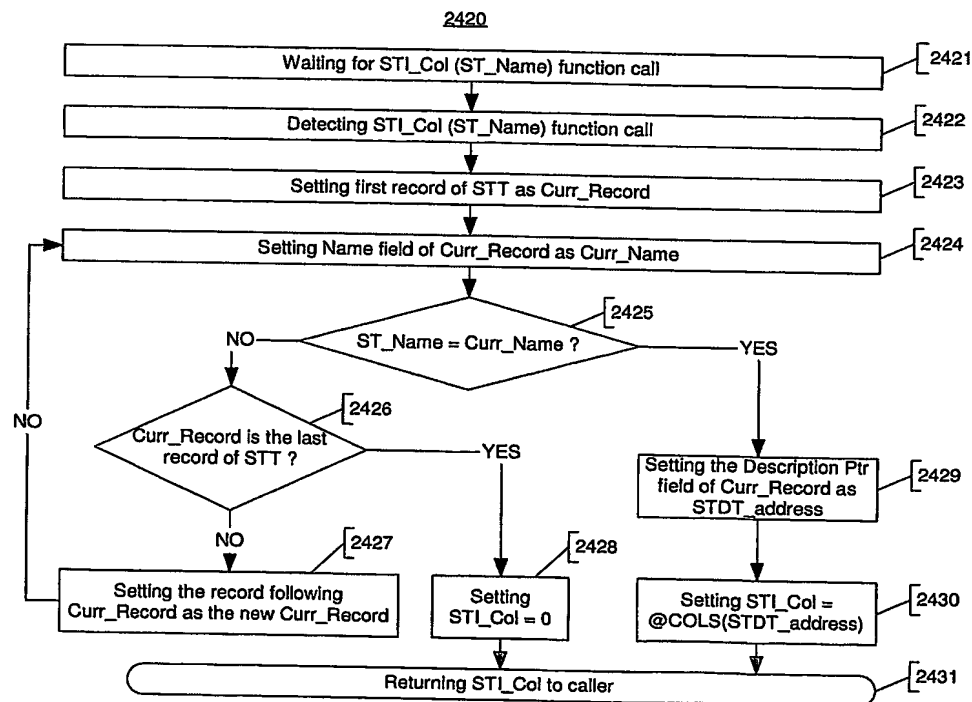 2420
Waiting for STI_Col (ST_Name) function call
2421
Detecting STI_Col (ST_Name) function call
2422
Setting first record of STT as Curr_Record
2423
Setting Name field of Curr_Record as Curr_Name
2424
ST_Name = Curr_Name ?
2425
NO
YES
Curr_Record is the last
record of STT ?
2426
NO
YES
NO
Setting the Description Ptr
field of Curr_Record as
STDT_address
2429
Setting the record following
Curr_Record as the new Curr_Record
2427
Setting
STI_Col = 0
2428
Setting STI_Col =
@COLS(STDT_address)
2430
Returning STI_Col to caller
2431